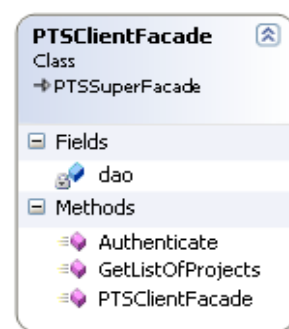 PTSClientFacade
Class
PTSSuperFacade
Fields
dao
Methods
Authenticate
GetListOfProjects
PTSClientFacade